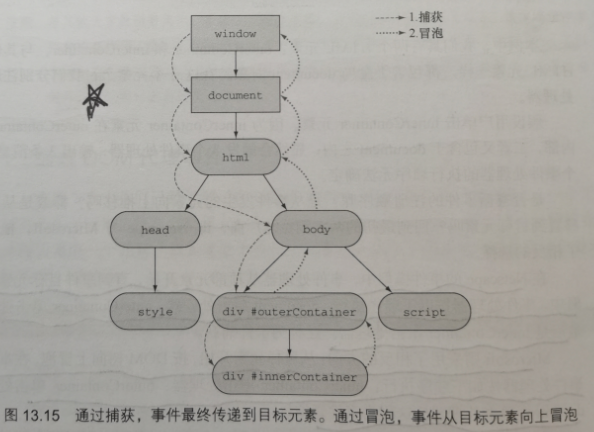 window
1.捕获
2.冒泡
document
html
head
body
style
div #outerContainer
script
div #innerContainer
图 13.15 通过捕获，事件最终传递到目标元素。通过冒泡，事件从目标元素向上冒泡